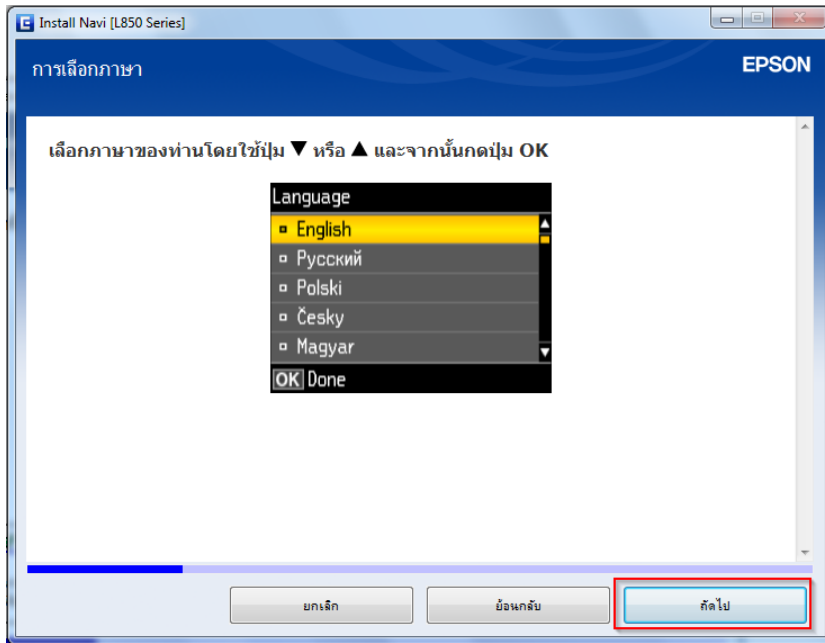 Install Navi [L850 Series]
การเลือกภาษา
EPSON
เลือกภาษาของท่านโดยใช้ปุ่ม ▼ หรือ ▲ และจากนั้นกดปุ่ม OK
Language
English
Русский
Polski
Česky
Magyar
OK Done
ยกเลิก
ย้อนกลับ
ถัดไป